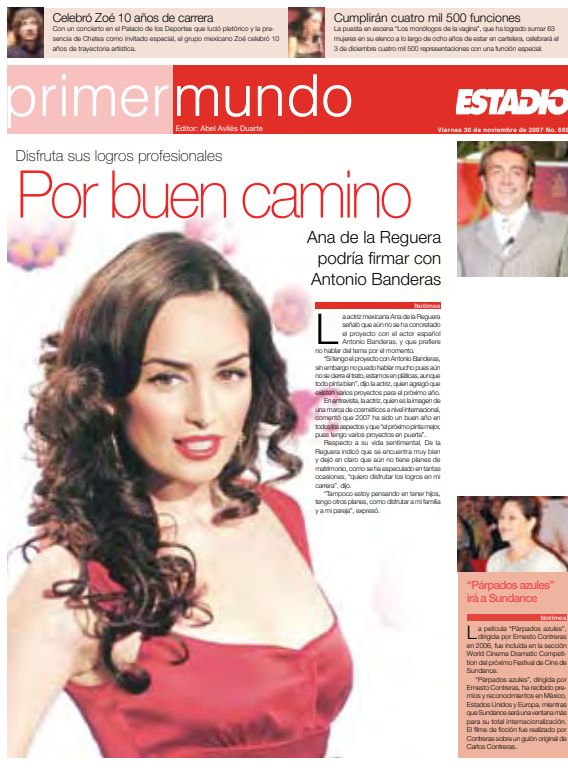 Celebró Zoé 10 años de carrera
Con un concierto en el Palacio de los Deportes que lució pletórico y la pre-
sencia de Chetes como invitado especial, el grupo mexicano Zoé celebró 10
años de trayectoria artística.
Cumplirán cuatro mil 500 funciones
La puesta en escena "Los monólogos de la vagina", que ha logrado sumar 63
mujeres en su elenco a lo largo de ocho años de estar en cartelera, celebrará el
3 de diciembre cuatro mil 500 representaciones con una función especial.
primermundo
Editor: Abel Avilés Duarte
ESTADIO
Viernes 30 de noviembre de 2007 No. 669
Disfruta sus logros profesionales
Por buen camino
Ana de la Reguera
podría firmar con
Antonio Banderas
Notimex
La actriz mexicana Ana de la Reguera
señaló que aún no se ha concretado
el proyecto con el actor español
Antonio Banderas, y que prefiere
no hablar del tema por el momento.
"Sí tengo el proyecto con Antonio Banderas,
sin embargo no puedo hablar mucho pues aún
no se cierra el trato, estamos en pláticas, aunque
todo pinta bien", dijo la actriz, quien agregó que
existen varios proyectos para el próximo año.
En entrevista, la actriz, quien es la imagen de
una marca de cosméticos a nivel internacional,
comentó que 2007 ha sido un buen año en
todos los aspectos y que "el próximo pinta mejor,
pues tengo varios proyectos en puerta".
Respecto a su vida sentimental, De la
Reguera indicó que se encuentra muy bien
y dejó en claro que aún no tiene planes de
matrimonio, como se ha especulado en tantas
ocasiones, "quiero disfrutar los logros en mi
carrera", dijo.
"Tampoco estoy pensando en tener hijos,
tengo otros planes, como disfrutar a mi familia
y a mi pareja", expresó.
"Párpados azules"
irá a Sundance
Notimex
La película "Párpados azules",
dirigida por Ernesto Contreras
en 2006, fue incluida en la sección
World Cinema Dramatic Competi-
tion del próximo Festival de Cine de
Sundance.
"Párpados azules", dirigida por
Ernesto Contreras, ha recibido pre-
mios y reconocimientos en México,
Estados Unidos y Europa, mientras
que Sundance será una ventana más
para su total internacionalización.
El filme de ficción fue realizado por
Contreras sobre un guión original de
Carlos Contreras.